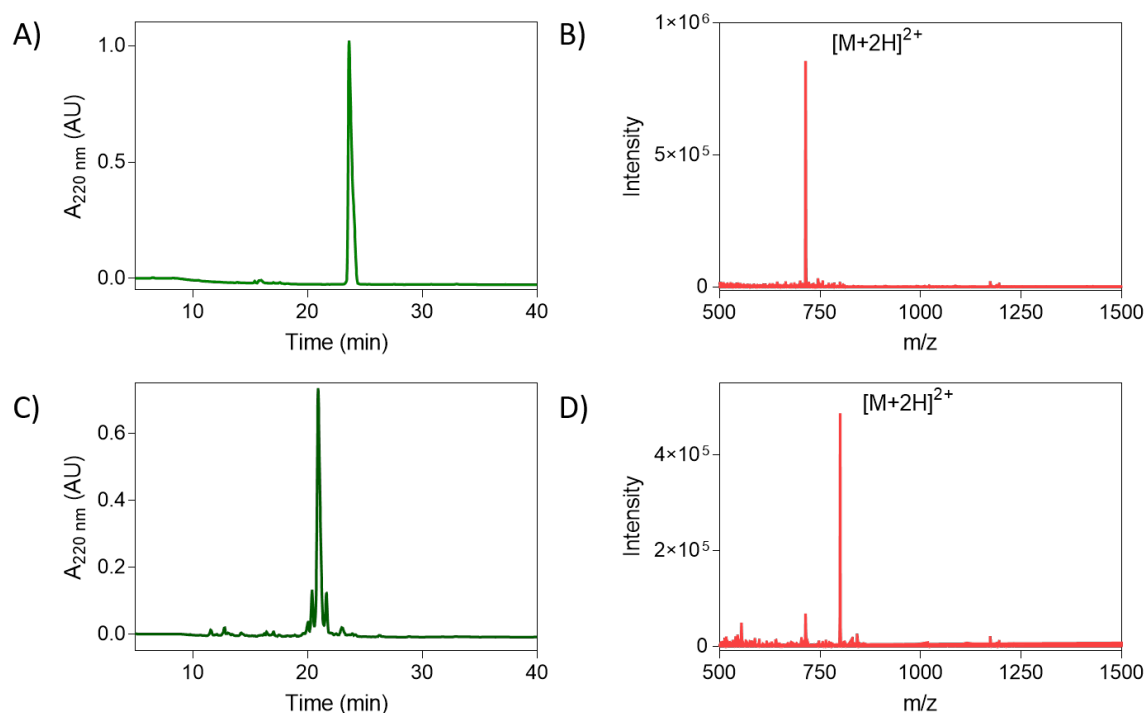 A)
1.0
0.5
0.0
A220 nm (AU)
10 20 30 40
Time (min)
B)
[M+2H]2+
1×10⁶
5×10⁵
0
Intensity
500 750 1000 1250 1500
m/z
C)
0.6
0.4
0.2
0.0
A220 nm (AU)
10 20 30 40
Time (min)
D)
[M+2H]2+
4×10⁵
2×10⁵
0
Intensity
500 750 1000 1250 1500
m/z